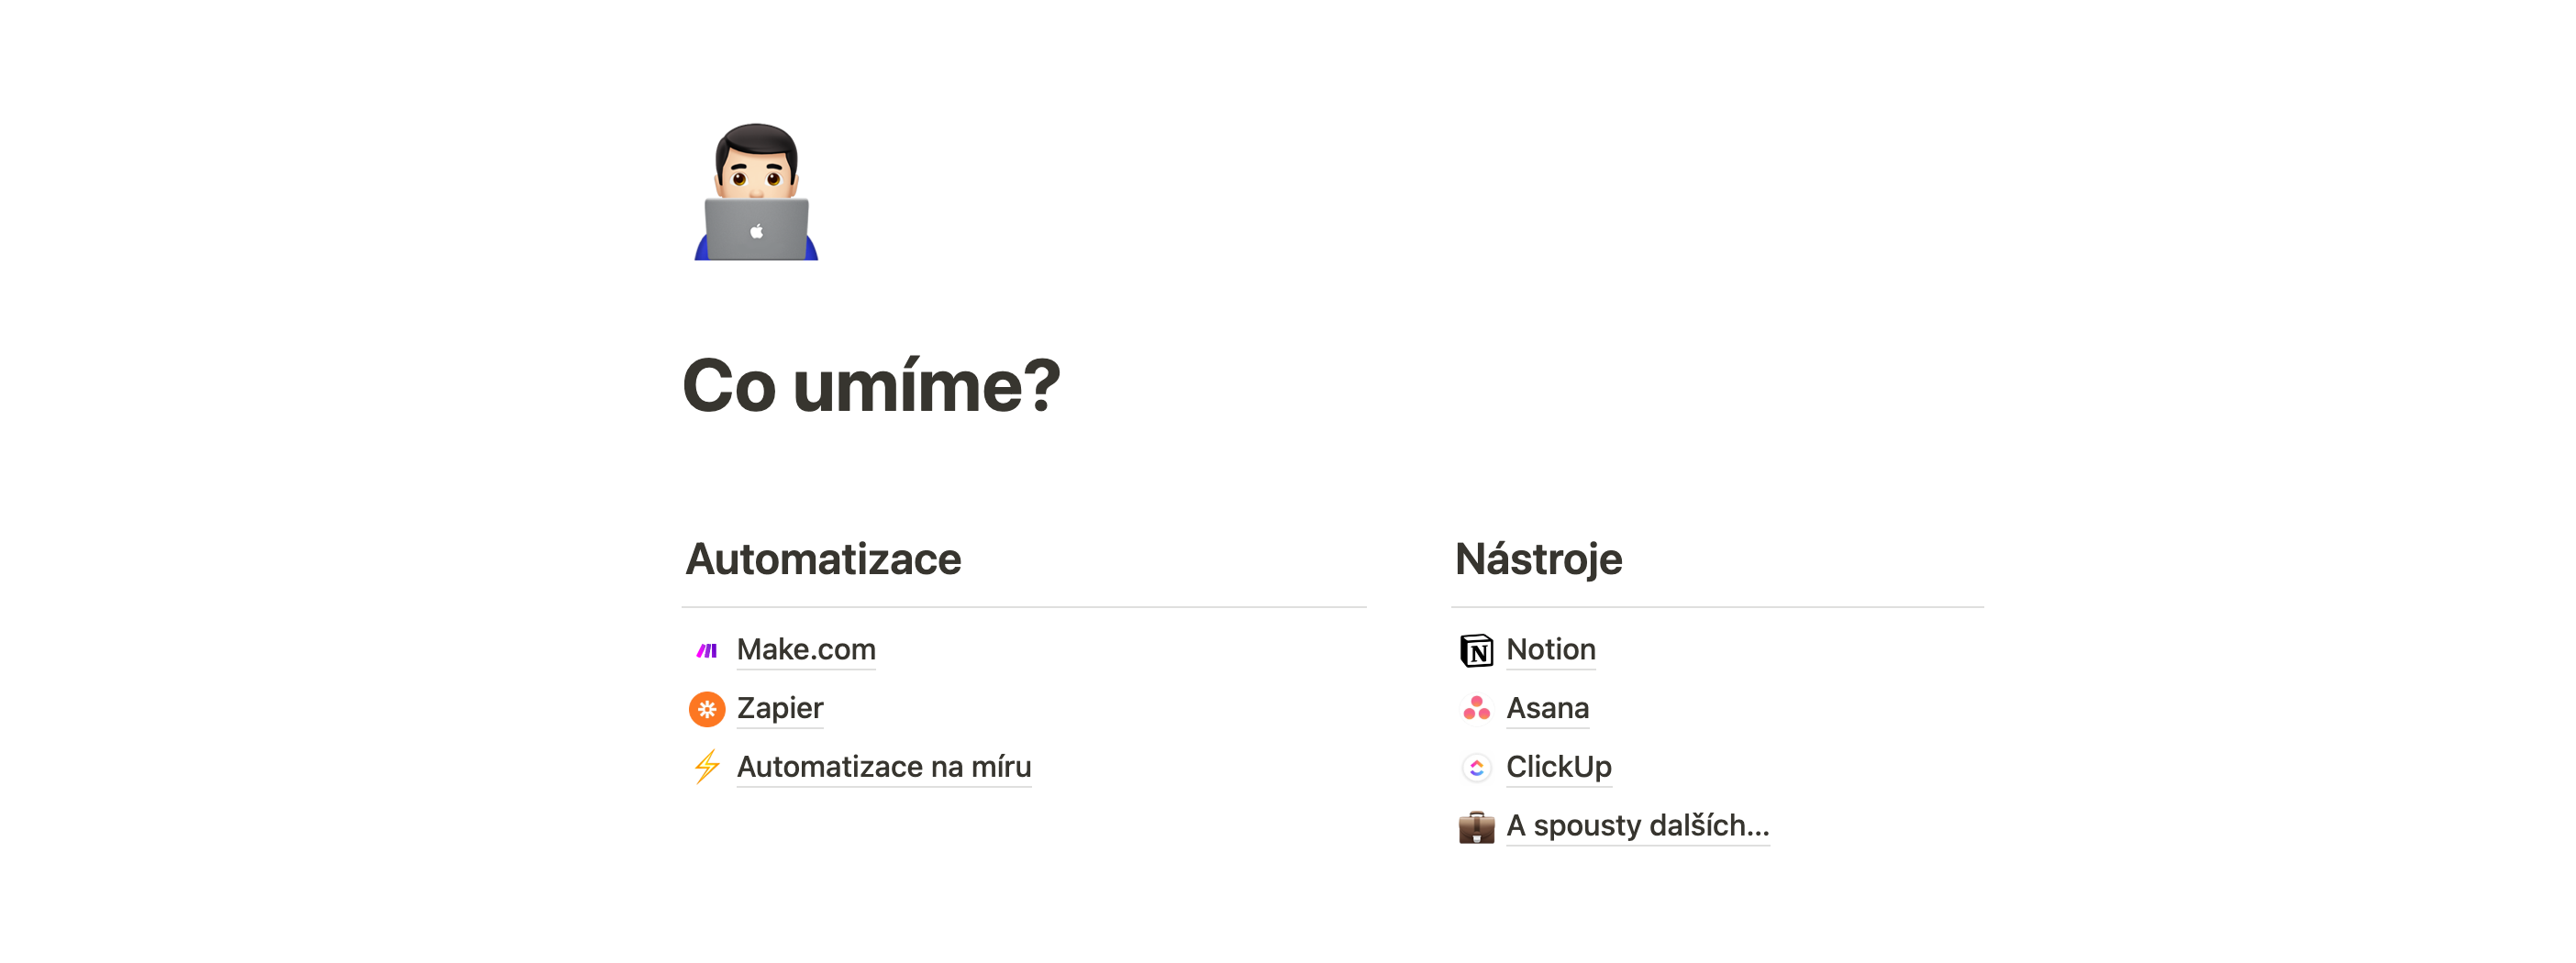 Co umíme?
Automatizace
Make.com
Zapier
Automatizace na míru
Nástroje
Notion
Asana
ClickUp
A spousty dalších...